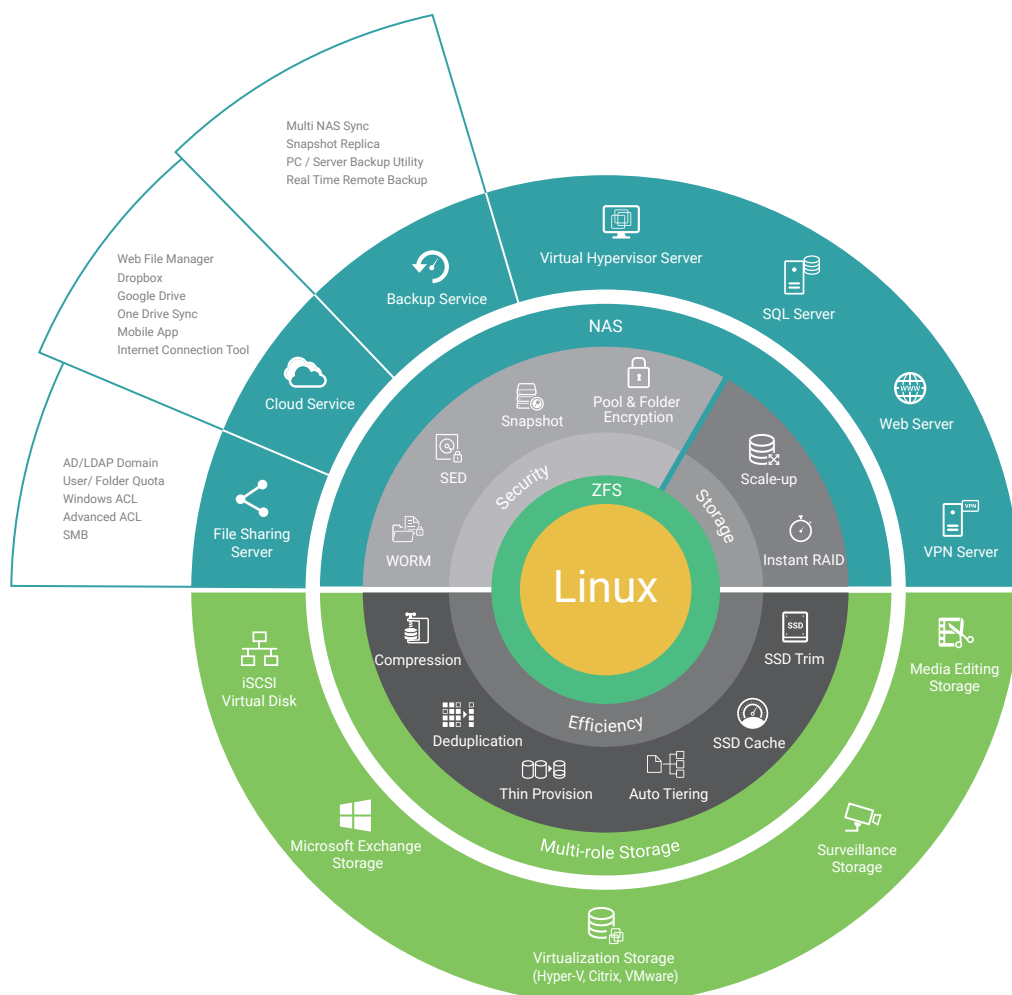 Multi NAS Sync
Snapshot Replica
PC / Server Backup Utility
Real Time Remote Backup
Web File Manager
Dropbox
Google Drive
One Drive Sync
Mobile App
Internet Connection Tool
AD/LDAP Domain
User/ Folder Quota
Windows ACL
Advanced ACL
SMB
Backup Service
Cloud Service
File Sharing
Server
Virtual Hypervisor Server
SQL Server
WWW
Web Server
VPN
VPN Server
NAS
Pool & Folder
Encryption
Snapshot
SED
WORM
Security
Storage
Scale-up
Instant RAID
ZFS
Linux
Compression
Deduplication
Thin Provision
Auto Tiering
SSD Cache
SSD
SSD Trim
Efficiency
Multi-role Storage
iSCSI
Virtual Disk
Microsoft Exchange
Storage
Virtualization Storage
(Hyper-V, Citrix, VMware)
Surveillance
Storage
Media Editing
Storage